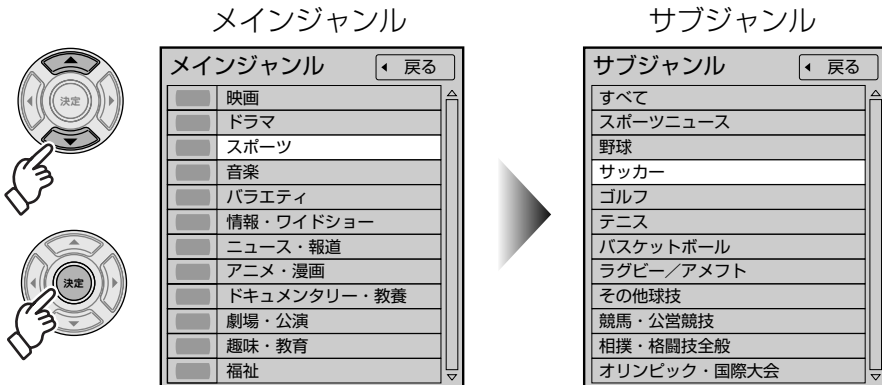 メインジャンル
サブジャンル
決定
決定
メインジャンル
戻る
映画
ドラマ
スポーツ
音楽
バラエティ
情報・ワイドショー
ニュース・報道
アニメ・漫画
ドキュメンタリー・教養
劇場・公演
趣味・教育
福祉
サブジャンル
戻る
すべて
スポーツニュース
野球
サッカー
ゴルフ
テニス
バスケットボール
ラグビー／アメフト
その他球技
競馬・公営競技
相撲・格闘技全般
オリンピック・国際大会